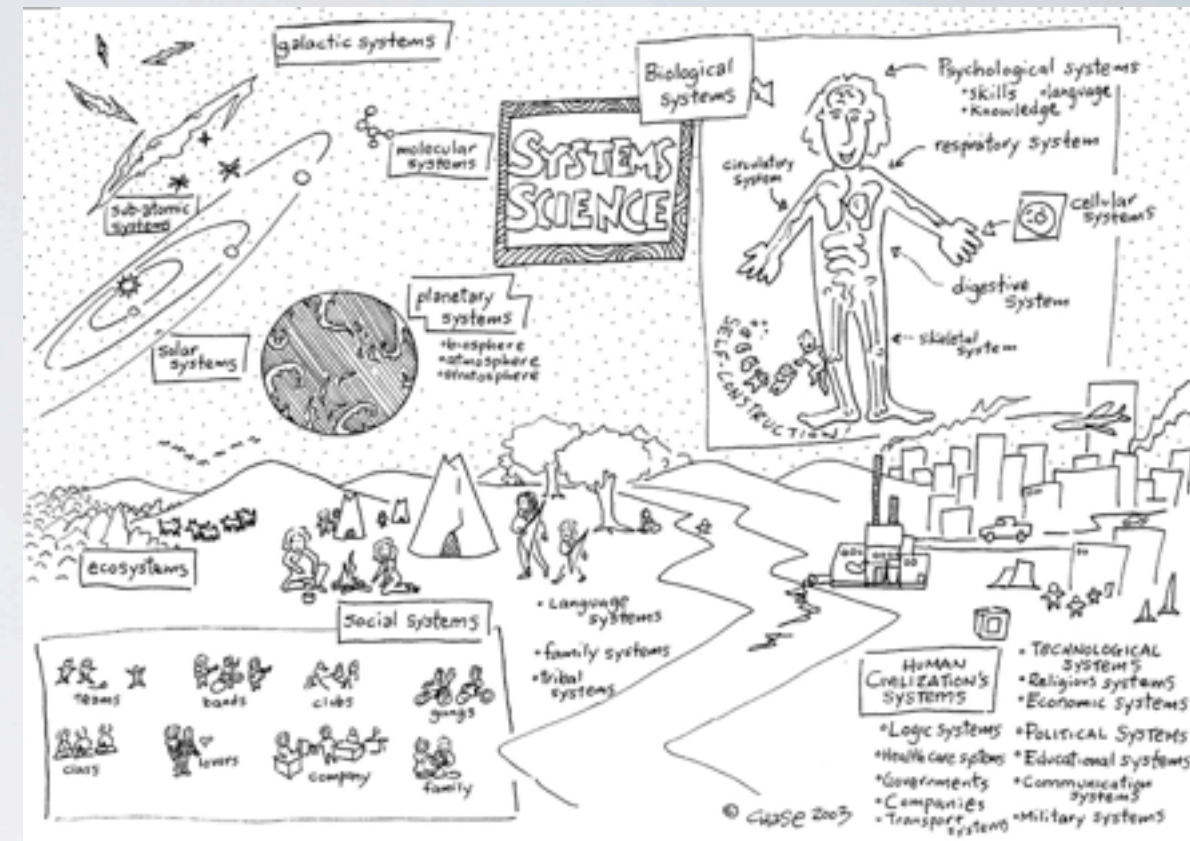 galactic systems
molecular
systems
SYSTEMS
SCIENCE
Biological
systems
Psychological systems
• skills • language
• Knowledge
respiratory system
circulatory
system
cellular
systems
digestive
system
skeletal
system
SELF-CONSTRUCTION
sub-atomic
systems
solar
systems
planetary
systems
• biosphere
• atmosphere
• stratosphere
ecosystems
social systems
teams
bands
clubs
gangs
class
lovers
company
family
• Language
systems
• family systems
• tribal
systems
HUMAN
CIVILIZATION'S
SYSTEMS
• Logic systems
• Health care systems
• Governments
• Companies
• Transport
systems
• TECHNOLOGICAL
SYSTEMS
• Religious systems
• Economic systems
• POLITICAL SYSTEMS
• Educational systems
• Communication
systems
• Military systems
© Guase 2003